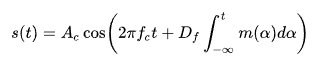 s(t) = A_c cos(2πf_c t + D_f ∫_{-∞}^{t} m(α)dα)